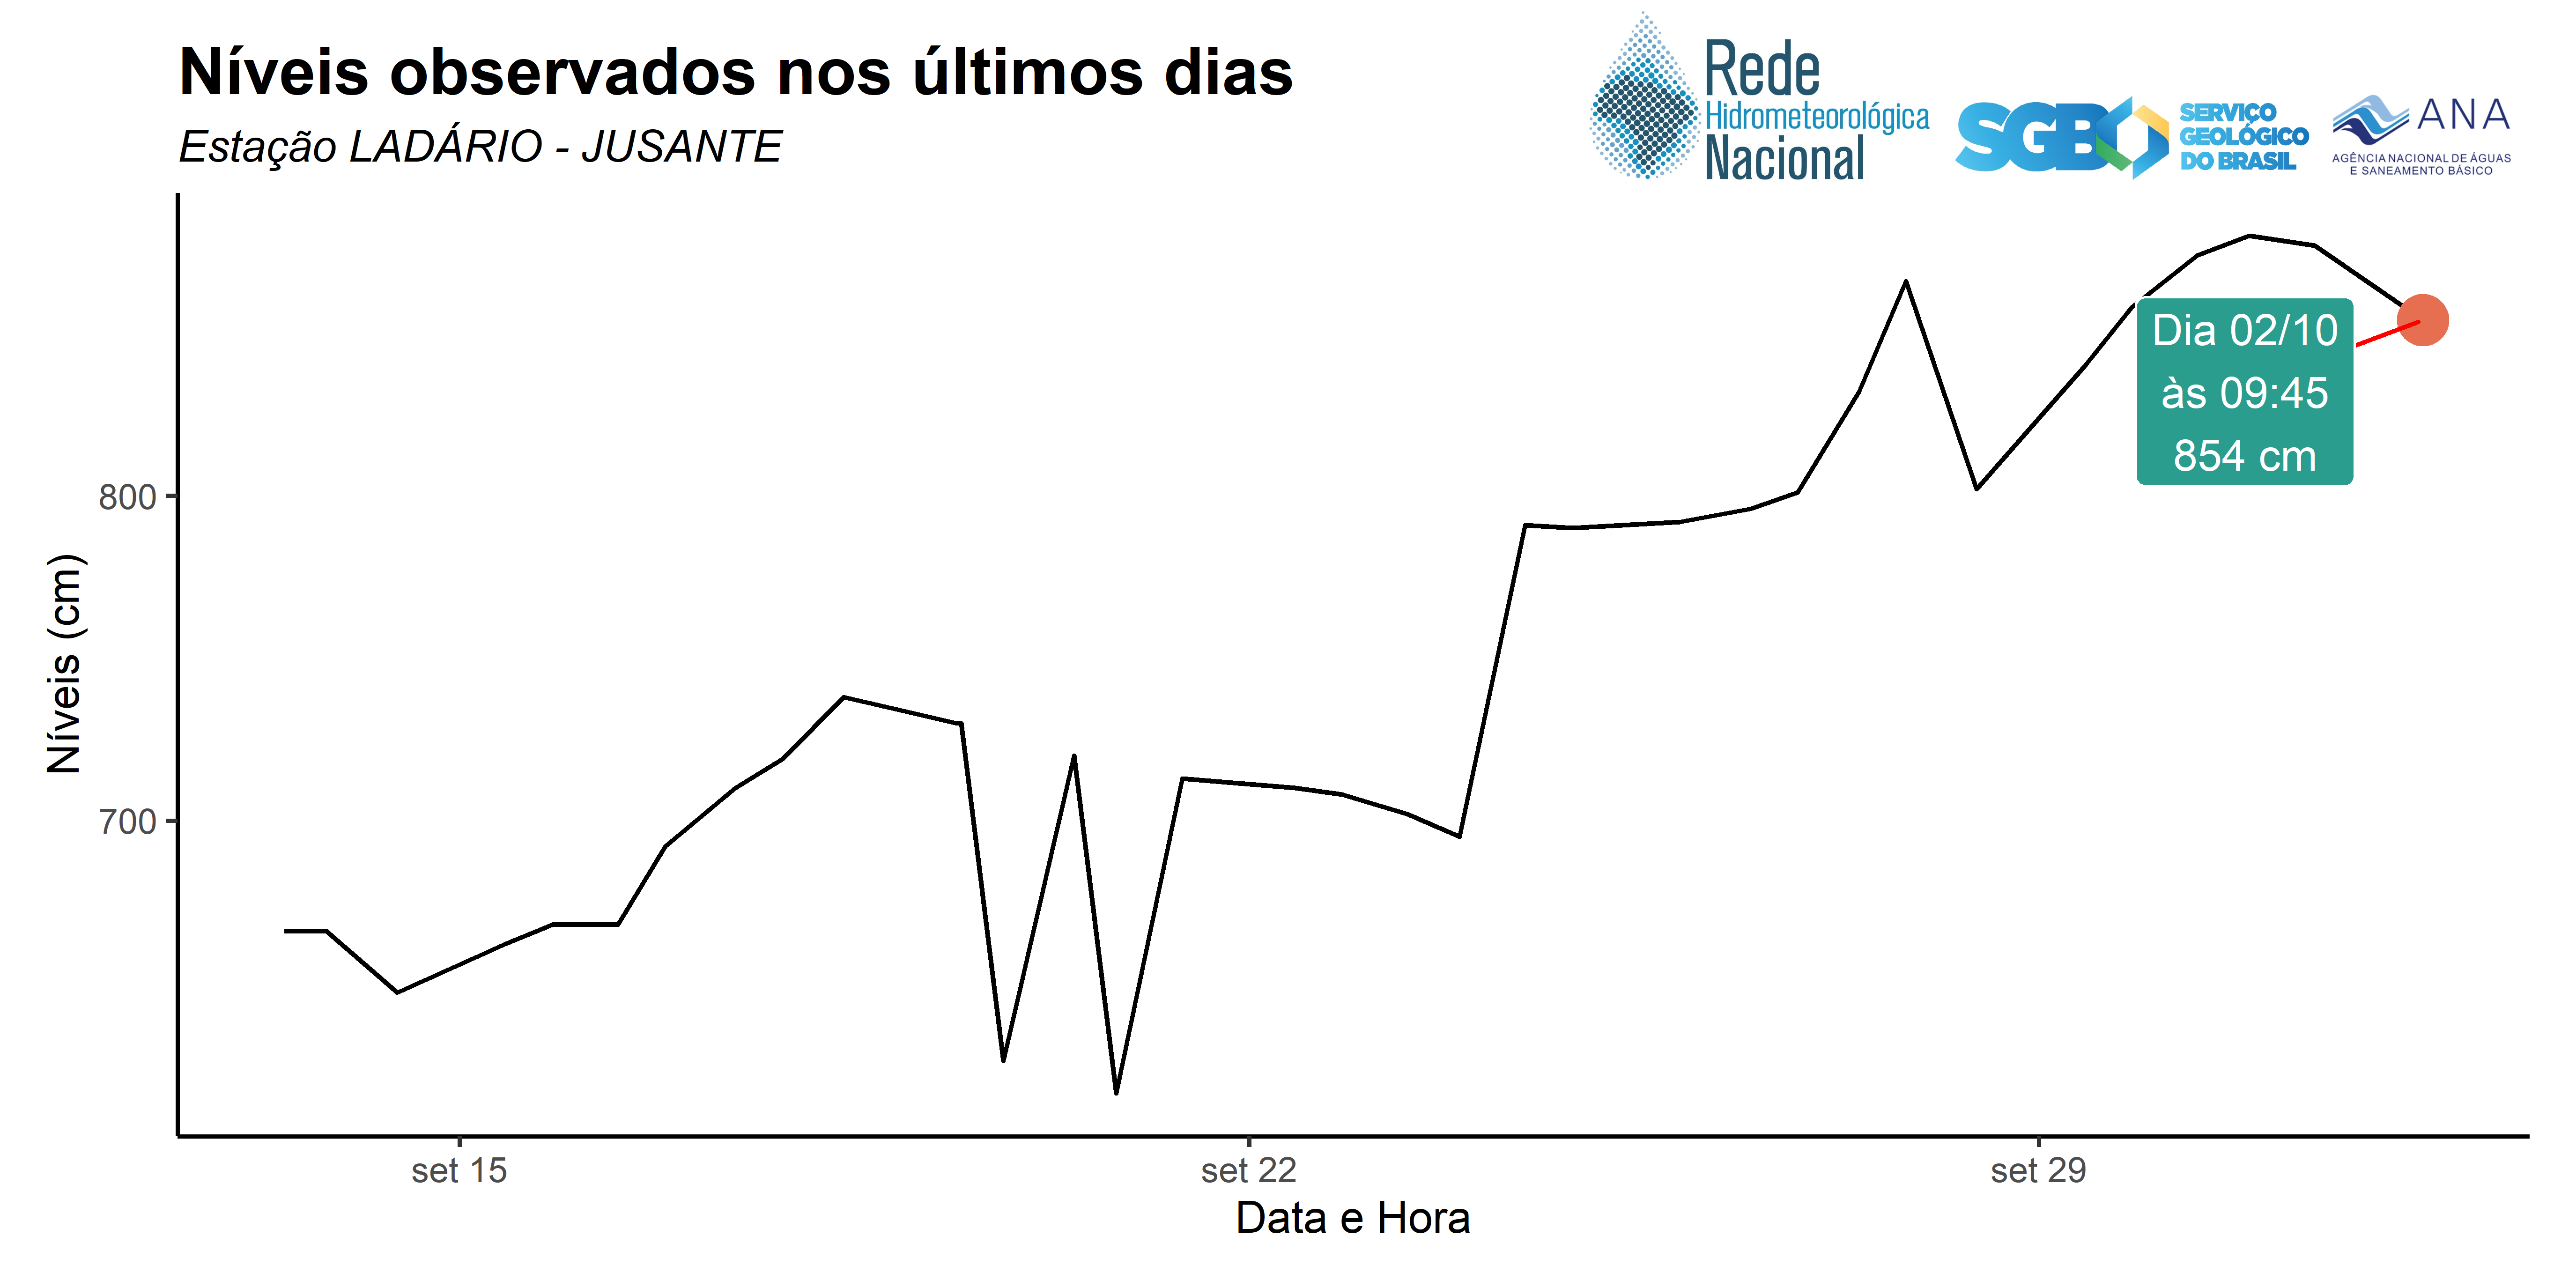 Níveis observados nos últimos dias
Estação LADÁRIO - JUSANTE
Rede
Hidrometeorológica
Nacional
SGB
SERVIÇO
GEOLÓGICO
DO BRASIL
ANA
AGÊNCIA NACIONAL DE ÁGUAS
E SANEAMENTO BÁSICO
Dia 02/10
às 09:45
854 cm
800
700
Níveis (cm)
set 15
set 22
set 29
Data e Hora